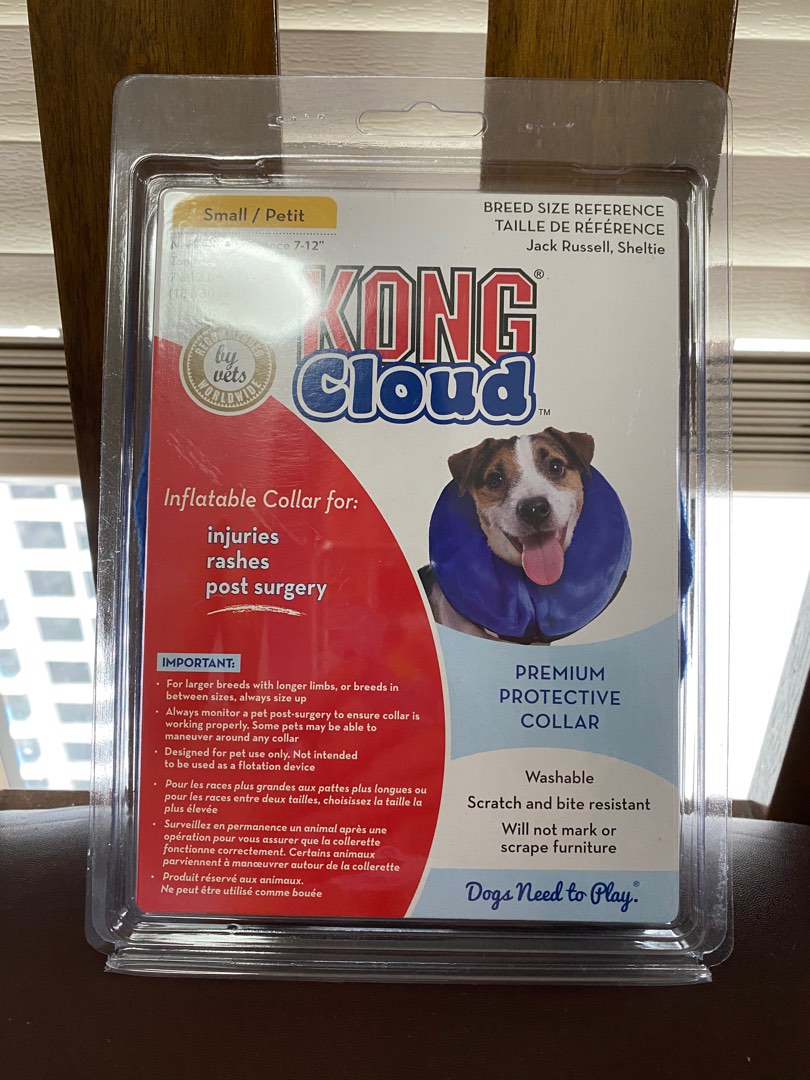 Small / Petit
7-12"
BREED SIZE REFERENCE
TAILLE DE RÉFÉRENCE
Jack Russell, Sheltie
KONG®
Cloud™
by
vets
WORLDWIDE
Inflatable Collar for:
injuries
rashes
post surgery
IMPORTANT:
• For larger breeds with longer limbs, or breeds in
between sizes, always size up
• Always monitor a pet post-surgery to ensure collar is
working properly. Some pets may be able to
maneuver around any collar
• Designed for pet use only. Not intended
to be used as a flotation device
• Pour les races plus grandes aux pattes plus longues ou
pour les races entre deux tailles, choisissez la taille la
plus élevée
• Surveillez en permanence un animal après une
opération pour vous assurer que la collerette
fonctionne correctement. Certains animaux
parviennent à manœuvrer autour de la collerette
• Produit réservé aux animaux.
Ne peut être utilisé comme bouée
PREMIUM
PROTECTIVE
COLLAR
Washable
Scratch and bite resistant
Will not mark or
scrape furniture
Dogs Need to Play.®